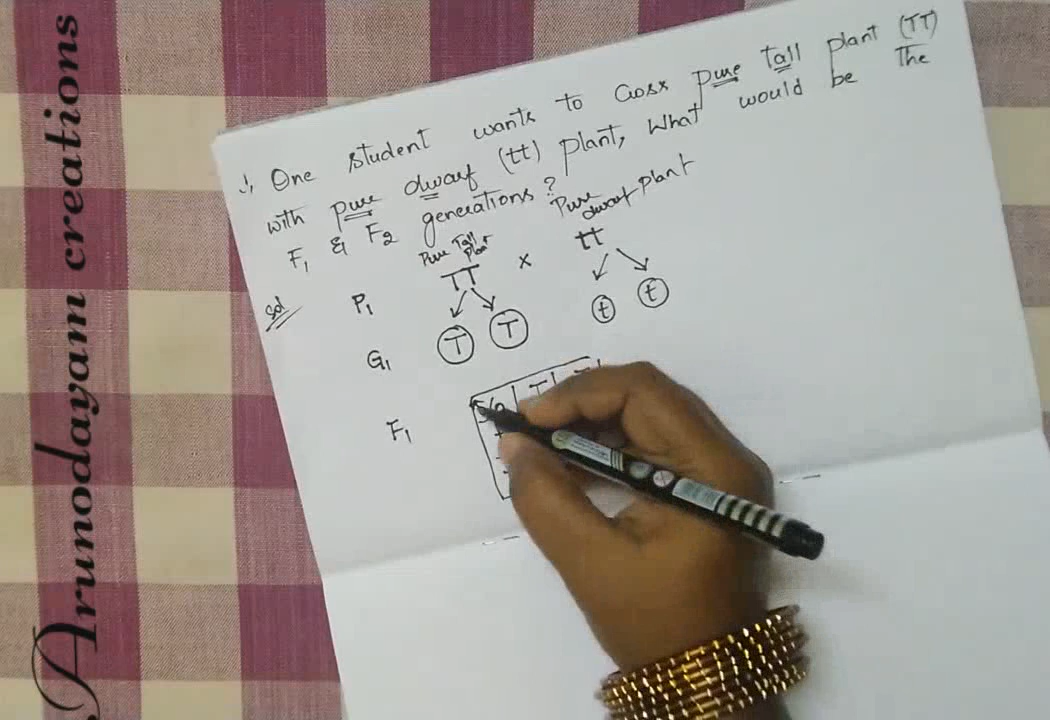 Arunodayam creations
1, One student wants to Cross pure tall plant (TT)
with pure dwarf (tt) plant, What would be the
F1 & F2 generations?
Pure Tall Plant
Pure dwarf plant
Sol
P1 TT x tt
G1 T T t t
F1
T